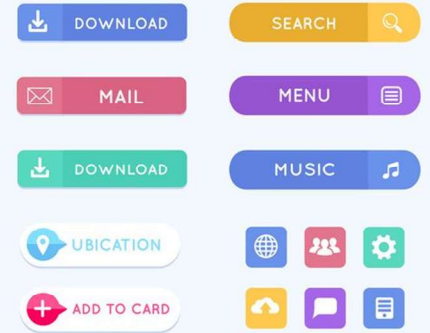 DOWNLOAD
SEARCH
MAIL
MENU
DOWNLOAD
MUSIC
UBICATION
ADD TO CARD